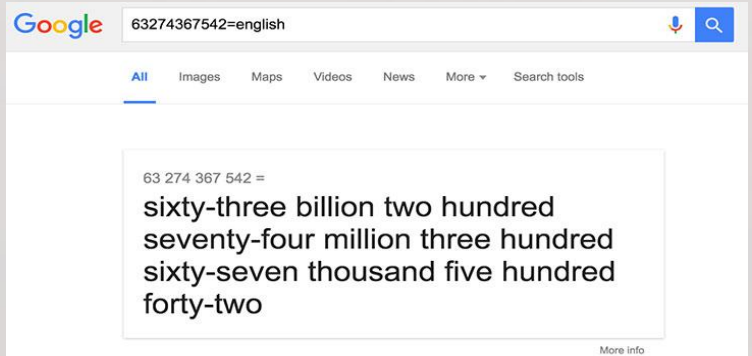 Google 63274367542=english
All Images Maps Videos News More Search tools
63 274 367 542 =
sixty-three billion two hundred
seventy-four million three hundred
sixty-seven thousand five hundred
forty-two
More info